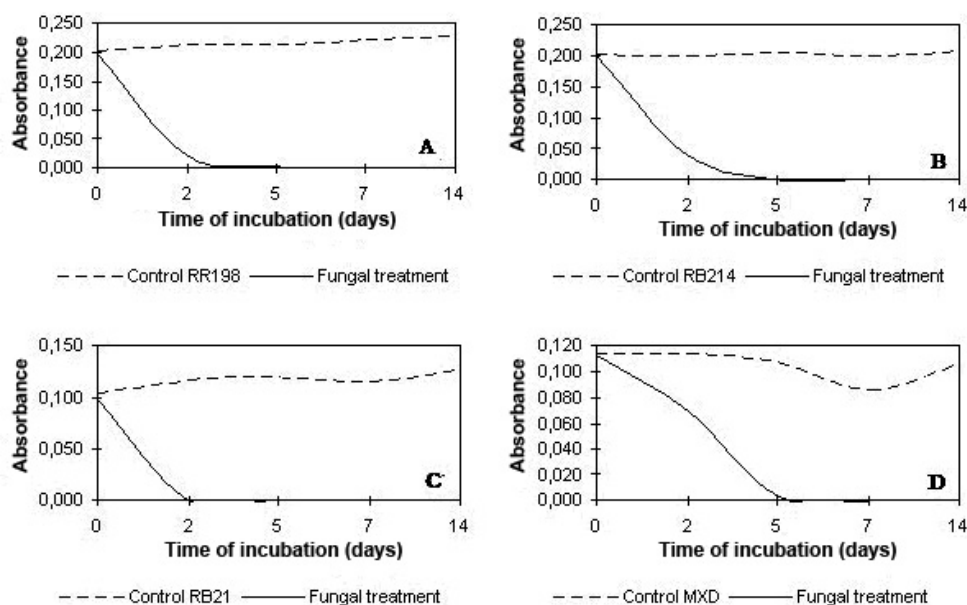 0,250
0,200
0,150
0,100
0,050
0,000
Absorbance
A
0 2 5 7 14
Time of incubation (days)
Control RR198 Fungal treatment
0,250
0,200
0,150
0,100
0,050
0,000
Absorbance
B
0 2 5 7 14
Time of incubation (days)
Control RB214 Fungal treatment
0,150
0,100
0,050
0,000
Absorbance
C
0 2 5 7 14
Time of incubation (days)
Control RB21 Fungal treatment
0,120
0,100
0,080
0,060
0,040
0,020
0,000
Absorbance
D
0 2 5 7 14
Time of incubation (days)
Control MXD Fungal treatment